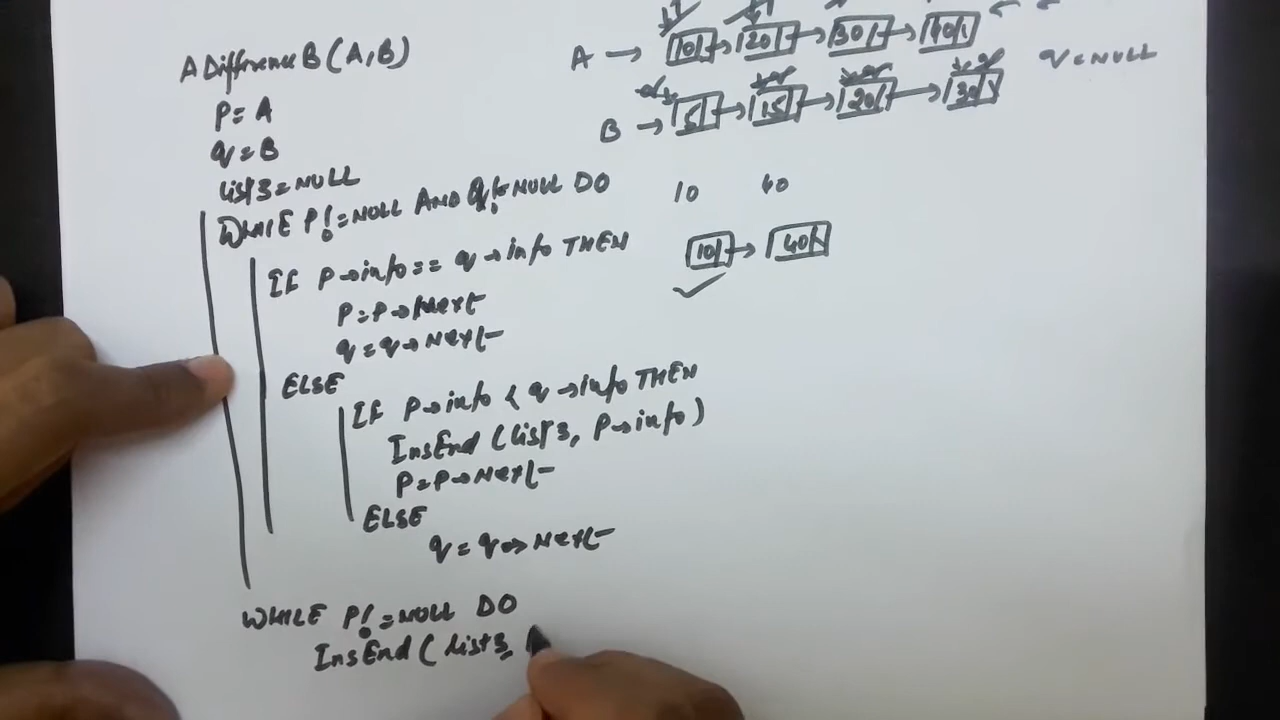 ADifferenceB(A,B)
P=A
q=B
list3=NULL
WHILE P!=NULL AND q!=NULL DO
If P→info== q→info THEN
P=P→Next
q=q→Next
ELSE
If P→info < q→info THEN
InsEnd(list3, P→info)
P=P→Next
ELSE
q=q→Next
WHILE P!=NULL DO
InsEnd(list3,
A → 10 → 20 → 30 → 40
B → 5 → 15 → 20 → 30
q=NULL
10 40
10 → 40